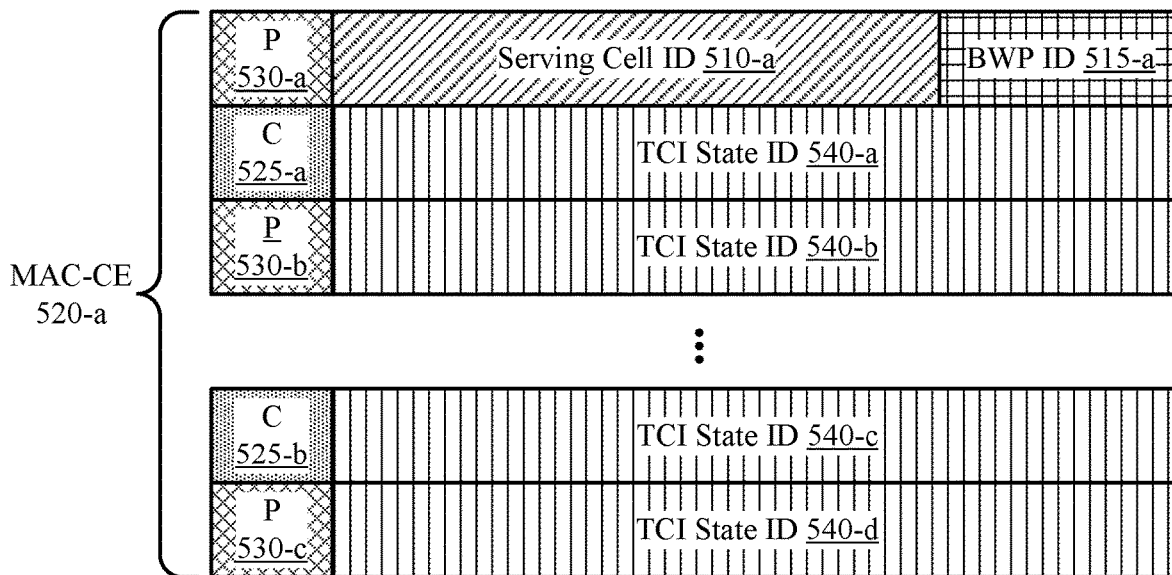 P
530-a
Serving Cell ID 510-a
BWP ID 515-a
C
525-a
TCI State ID 540-a
P
530-b
TCI State ID 540-b
MAC-CE
520-a
C
525-b
TCI State ID 540-c
P
530-c
TCI State ID 540-d